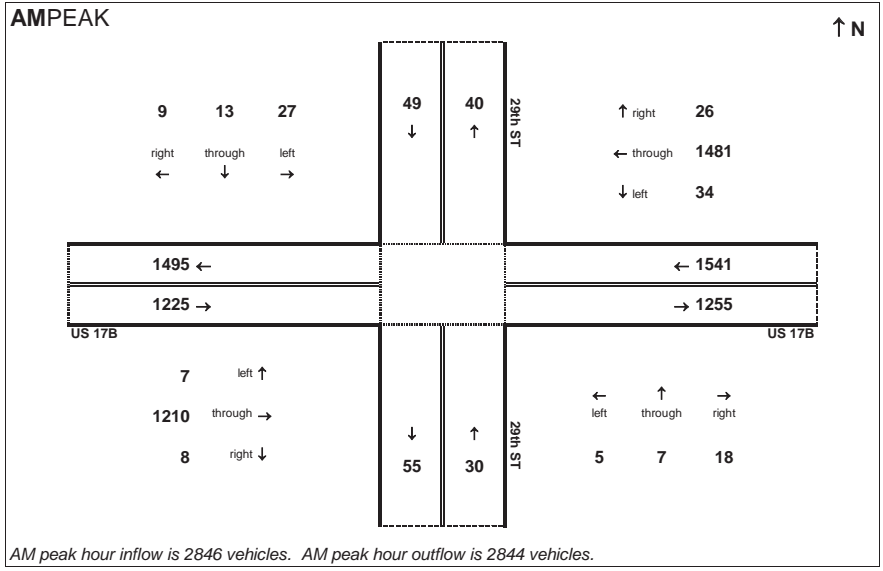 AMPEAK
↑ N
9 13 27
right through left
← ↓ →
49 40
↓ ↑
29th ST
↑ right 26
← through 1481
↓ left 34
1495 ←
1225 →
← 1541
→ 1255
US 17B
US 17B
7 left ↑
1210 through →
8 right ↓
↓ ↑
55 30
29th ST
← ↑ →
left through right
5 7 18
AM peak hour inflow is 2846 vehicles. AM peak hour outflow is 2844 vehicles.